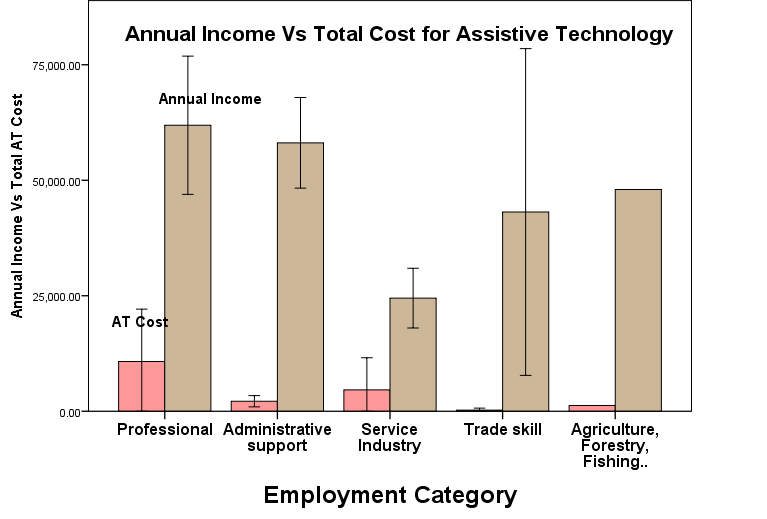 Annual Income Vs Total Cost for Assistive Technology
Annual Income Vs Total AT Cost
75,000.00
50,000.00
25,000.00
0.00
Annual Income
AT Cost
Professional
Administrative
support
Service
Industry
Trade skill
Agriculture,
Forestry,
Fishing..
Employment Category